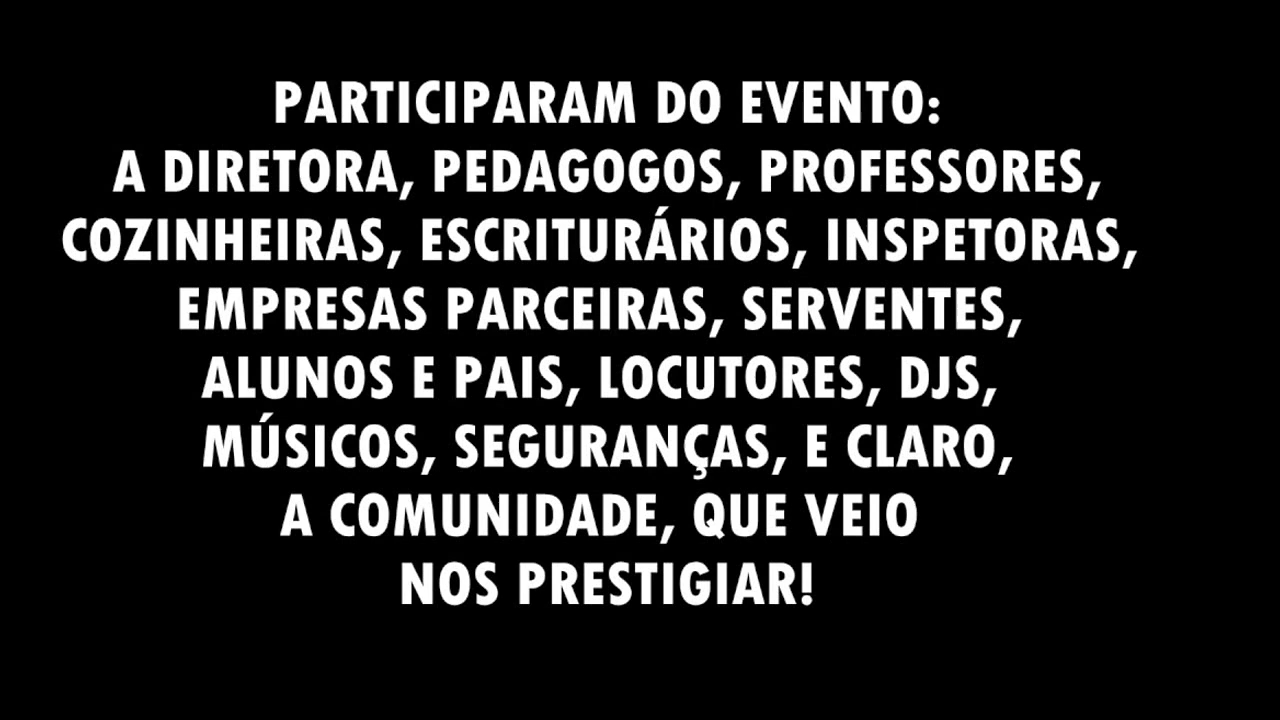 PARTICIPARAM DO EVENTO:
A DIRETORA, PEDAGOGOS, PROFESSORES,
COZINHEIRAS, ESCRITURÁRIOS, INSPETORAS,
EMPRESAS PARCEIRAS, SERVENTES,
ALUNOS E PAIS, LOCUTORES, DJS,
MÚSICOS, SEGURANÇAS, E CLARO,
A COMUNIDADE, QUE VEIO
NOS PRESTIGIAR!